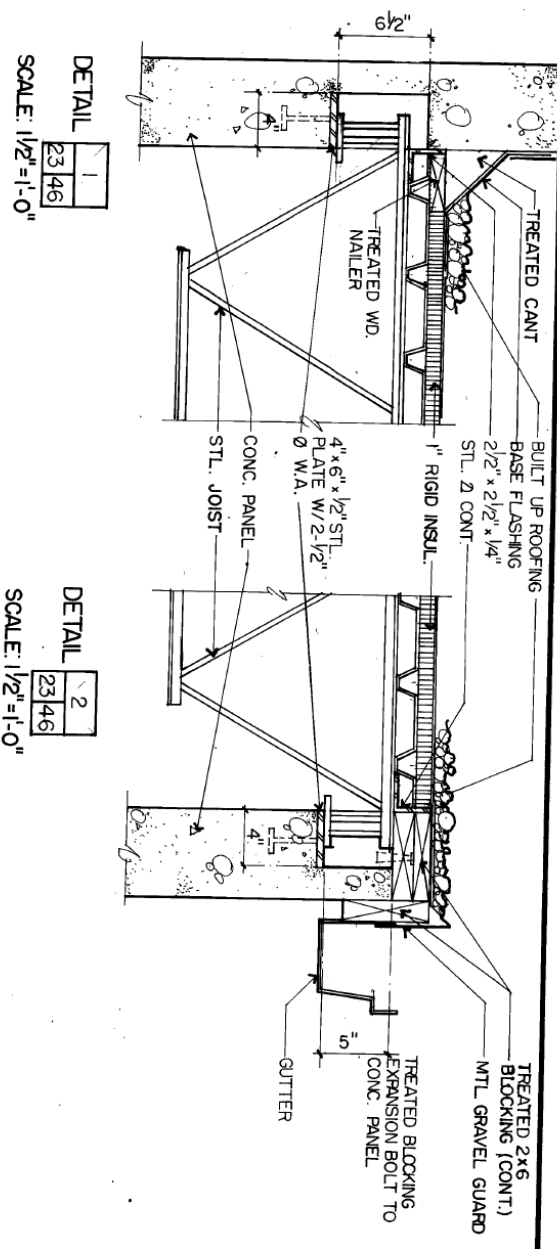 6½"
4"
TREATED WD.
NAILER
TREATED CANT
BUILT UP ROOFING
BASE FLASHING
2/2" x 2½" x ¼"
STL. CONT.
1" RIGID INSUL.
4" x 6" x ½" STL.
PLATE W/2-½"
Ø W.A.
CONC. PANEL
STL. JOIST
DETAIL
1
23 46
SCALE: 1½" = 1'-0"
4"
5"
TREATED 2x6
BLOCKING (CONT.)
MTL. GRAVEL GUARD
TREATED BLOCKING
EXPANSION BOLT TO
CONC. PANEL
GUTTER
DETAIL
2
23 46
SCALE: 1½" = 1'-0"